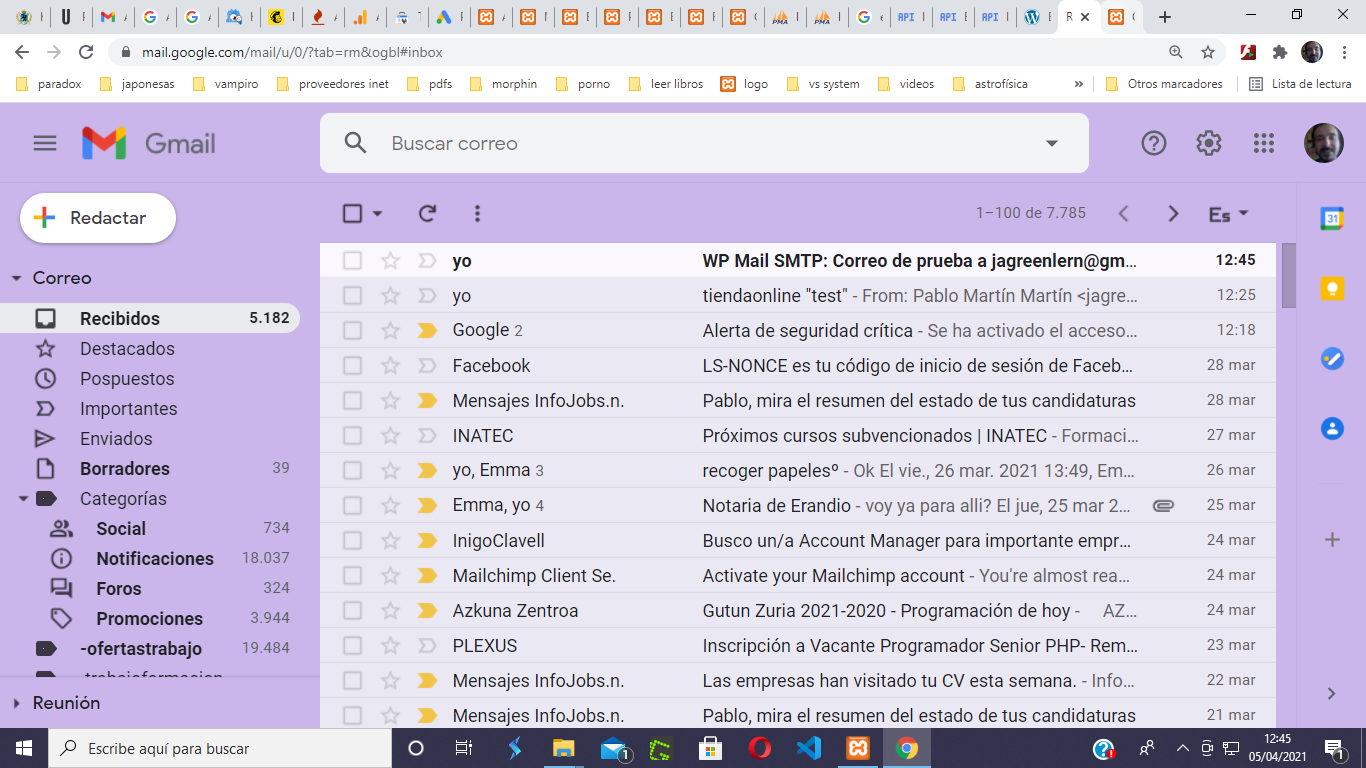 mail.google.com/mail/u/0/?tab=rm&ogbl#inbox
paradox japonesas vampiro proveedores inet pdfs morphin porno leer libros logo vs system videos astrofísica » Otros marcadores Lista de lectura
Gmail
Buscar correo
Redactar
1–100 de 7.785
Es
Correo
Recibidos 5.182
Destacados
Pospuestos
Importantes
Enviados
Borradores 39
Categorías
Social 734
Notificaciones 18.037
Foros 324
Promociones 3.944
-ofertastrabajo 19.484
-trabajoformacion
Reunión
yo WP Mail SMTP: Correo de prueba a jagreenlern@gm… 12:45
yo tiendaonline "test" - From: Pablo Martín Martín <jagre… 12:25
Google 2 Alerta de seguridad crítica - Se ha activado el acceso… 12:18
Facebook LS-NONCE es tu código de inicio de sesión de Faceb… 28 mar
Mensajes InfoJobs.n. Pablo, mira el resumen del estado de tus candidaturas 28 mar
INATEC Próximos cursos subvencionados | INATEC - Formaci… 27 mar
yo, Emma 3 recoger papelesº - Ok El vie., 26 mar. 2021 13:49, Em… 26 mar
Emma, yo 4 Notaria de Erandio - voy ya para alli? El jue, 25 mar 2… 25 mar
InigoClavell Busco un/a Account Manager para importante empr… 24 mar
Mailchimp Client Se. Activate your Mailchimp account - You're almost rea… 24 mar
Azkuna Zentroa Gutun Zuria 2021-2020 - Programación de hoy - AZ… 24 mar
PLEXUS Inscripción a Vacante Programador Senior PHP- Rem… 23 mar
Mensajes InfoJobs.n. Las empresas han visitado tu CV esta semana. - Info… 22 mar
Mensajes InfoJobs.n. Pablo, mira el resumen del estado de tus candidaturas 21 mar
31
Escribe aquí para buscar
1
12:45
05/04/2021
1